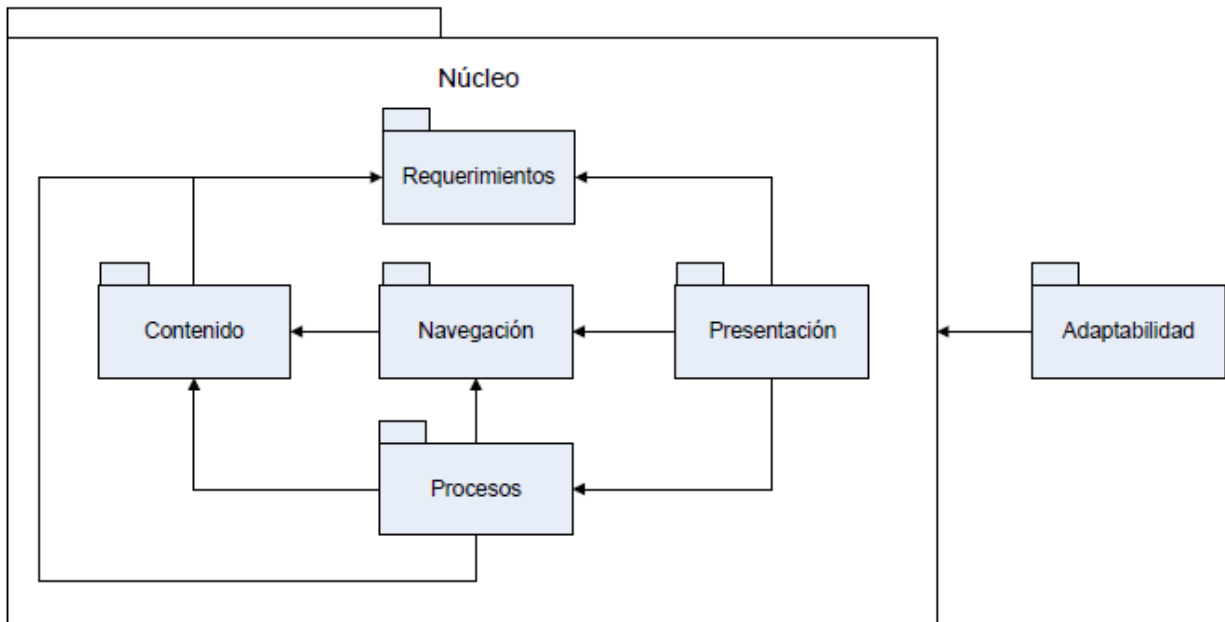 Núcleo
Requerimientos
Contenido
Navegación
Presentación
Adaptabilidad
Procesos